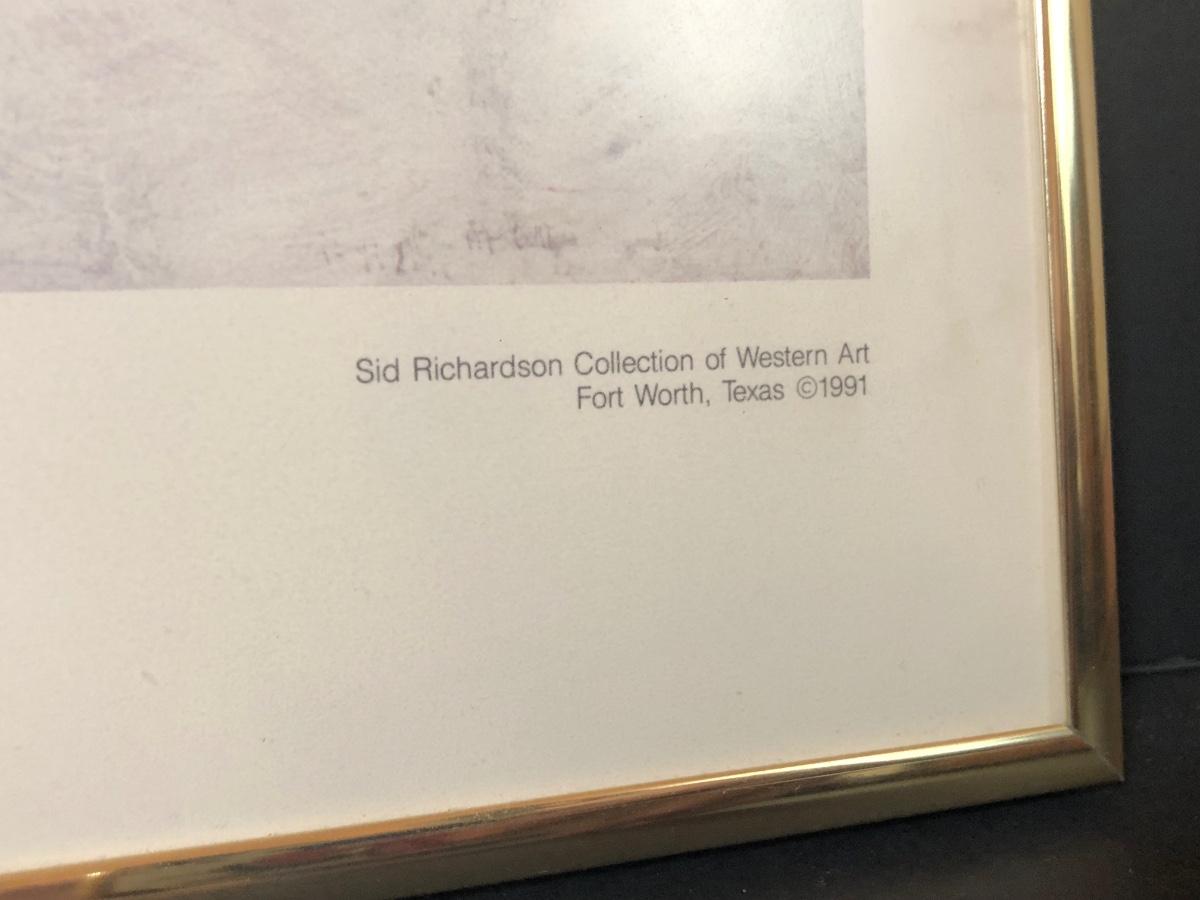 Sid Richardson Collection of Western Art
Fort Worth, Texas ©1991